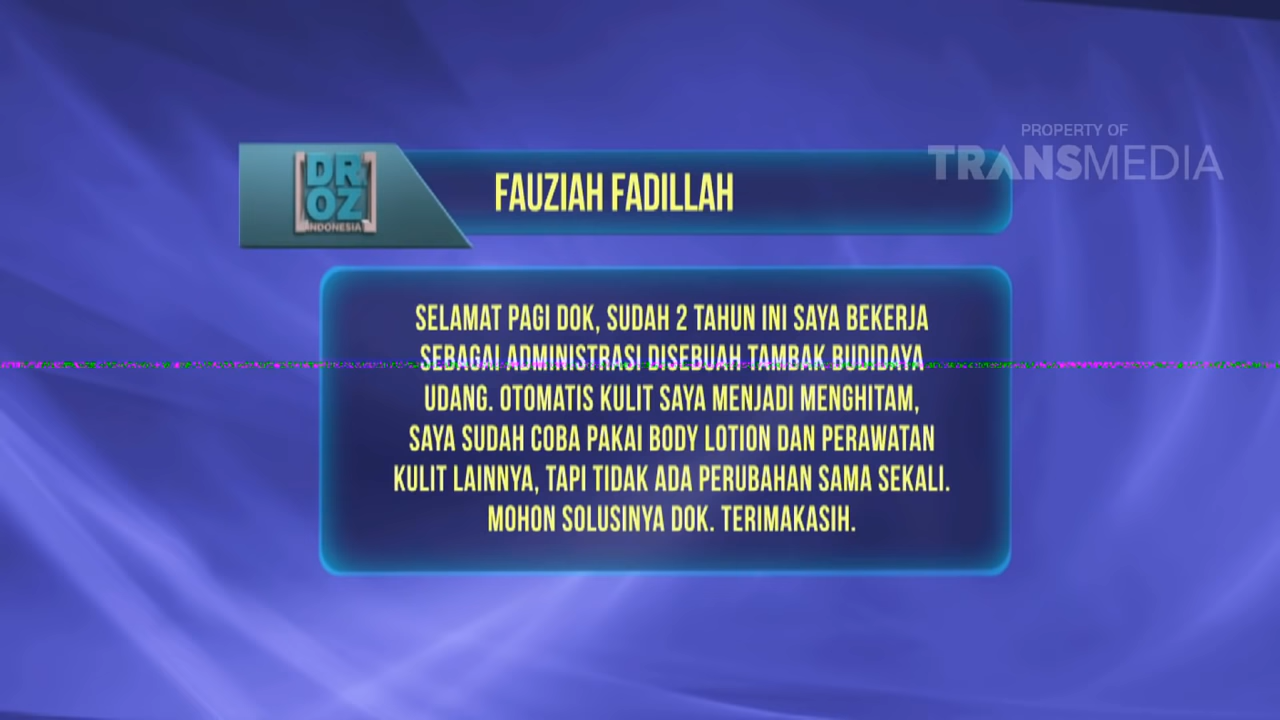 PROPERTY OF
TRANSMEDIA
DR
OZ
INDONESIA
FAUZIAH FADILLAH
SELAMAT PAGI DOK, SUDAH 2 TAHUN INI SAYA BEKERJA
SEBAGAI ADMINISTRASI DISEBUAH TAMBAK BUDIDAYA
UDANG. OTOMATIS KULIT SAYA MENJADI MENGHITAM,
SAYA SUDAH COBA PAKAI BODY LOTION DAN PERAWATAN
KULIT LAINNYA, TAPI TIDAK ADA PERUBAHAN SAMA SEKALI.
MOHON SOLUSINYA DOK. TERIMAKASIH.